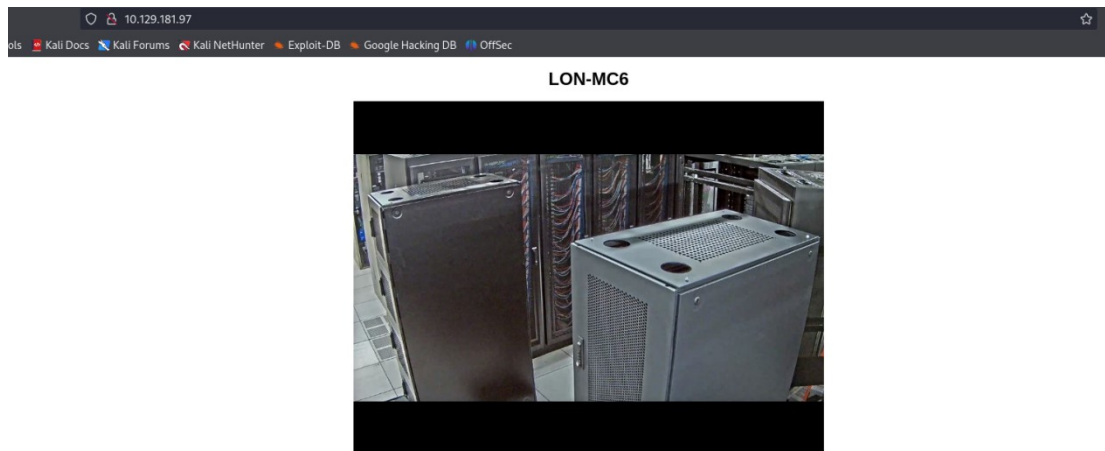 10.129.181.97
ols Kali Docs Kali Forums Kali NetHunter Exploit-DB Google Hacking DB OffSec
LON-MC6